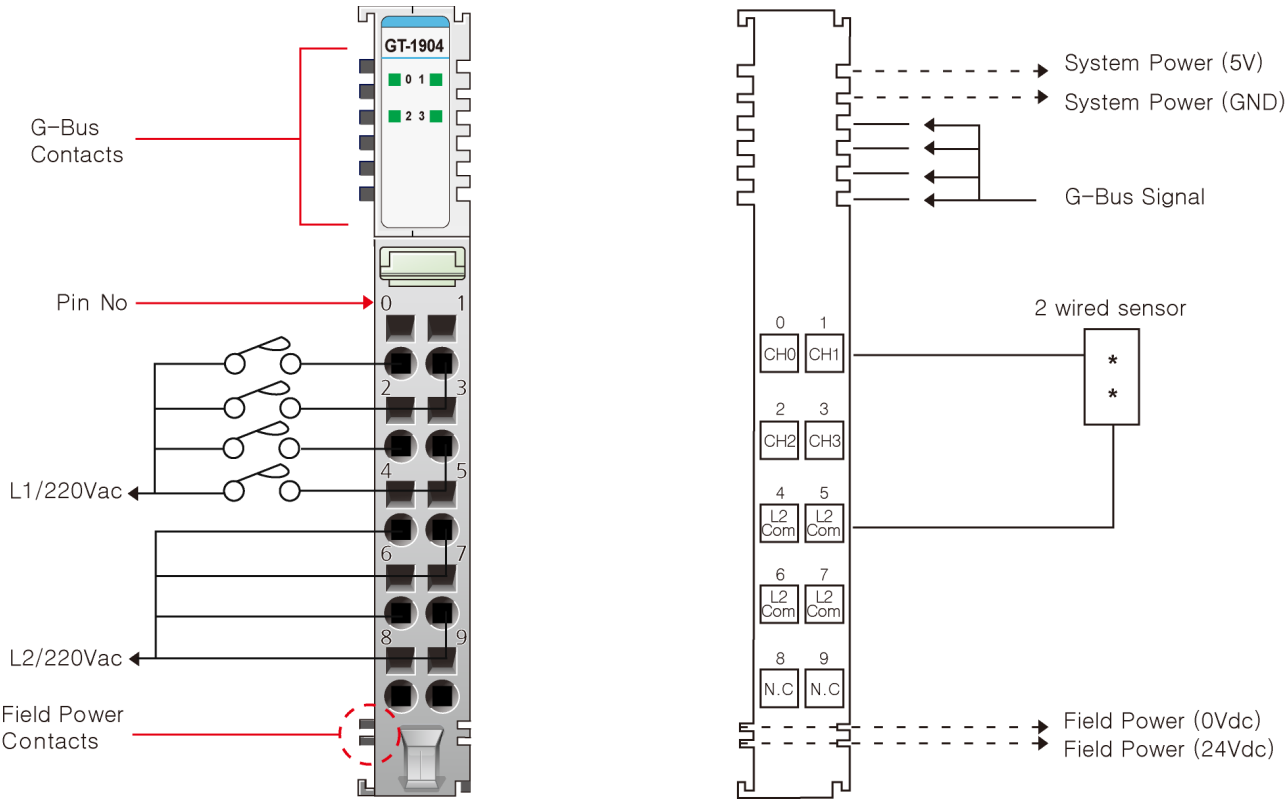 GT-1904
0 1
2 3
G-Bus
Contacts
Pin No
0 1
2 3
4 5
6 7
8 9
L1/220Vac
L2/220Vac
Field Power
Contacts
System Power (5V)
System Power (GND)
G-Bus Signal
2 wired sensor
*
*
0 1
CH0 CH1
2 3
CH2 CH3
4 5
L2 L2
Com Com
6 7
L2 L2
Com Com
8 9
N.C N.C
Field Power (0Vdc)
Field Power (24Vdc)